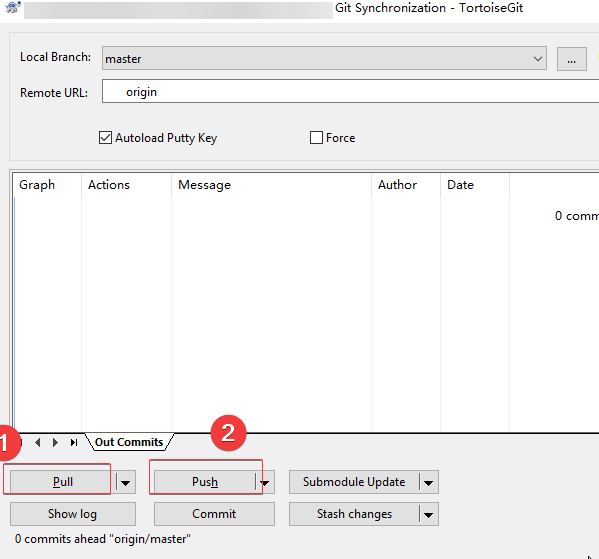 Git Synchronization - TortoiseGit
Local Branch: master ...
Remote URL: origin
Autoload Putty Key Force
Graph Actions Message Author Date
0 comm
Out Commits
1 2
Pull Push Submodule Update
Show log Commit Stash changes
0 commits ahead "origin/master"